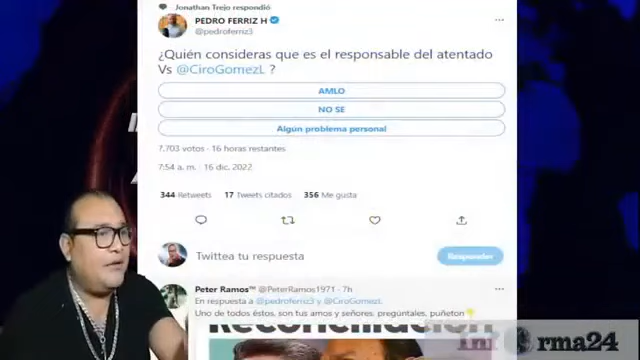 Jonathan Trejo respondió
PEDRO FERRIZ H
@pedroferriz3
¿Quién consideras que es el responsable del atentado
Vs @CiroGomezL ?
AMLO
NO SE
Algún problema personal
7,703 votos · 16 horas restantes
7:54 a. m. · 16 dic. 2022
344 Retweets 17 Tweets citados 356 Me gusta
Twittea tu respuesta
Responder
Peter Ramos™ @PeterRamos1971 · 7h
En respuesta a @pedroferriz3 y @CiroGomezL
Uno de todos éstos, son tus amos y señores. pregúntales, puñeton
Reconciliación
Inf rma24